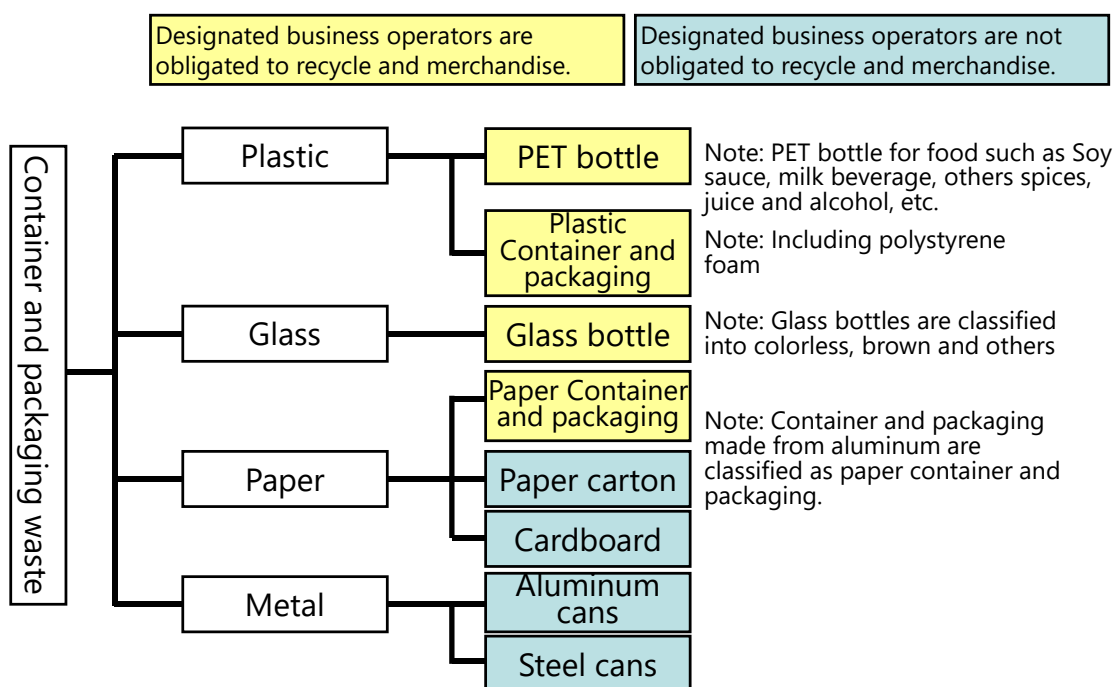 Designated business operators are
obligated to recycle and merchandise.
Designated business operators are not
obligated to recycle and merchandise.
Container and packaging waste
Plastic
PET bottle
Note: PET bottle for food such as Soy
sauce, milk beverage, others spices,
juice and alcohol, etc.
Plastic
Container and
packaging
Note: Including polystyrene
foam
Glass
Glass bottle
Note: Glass bottles are classified
into colorless, brown and others
Paper
Paper Container
and packaging
Note: Container and packaging
made from aluminum are
classified as paper container and
packaging.
Paper carton
Cardboard
Metal
Aluminum
cans
Steel cans